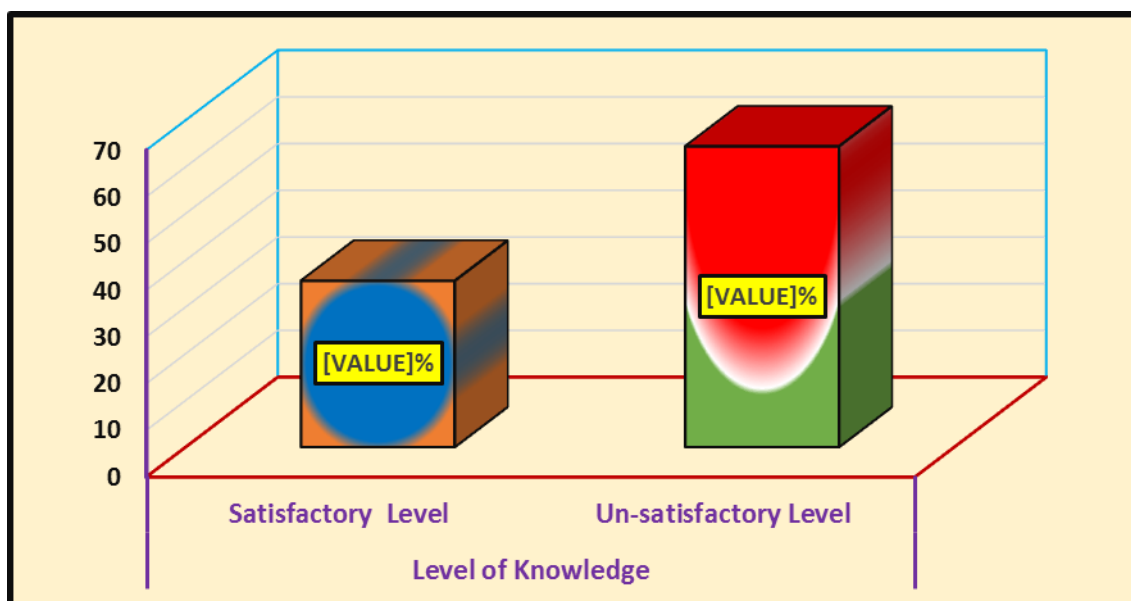 70
60
50
40
30
20
10
0
[VALUE]%
[VALUE]%
Satisfactory  Level
Un-satisfactory Level
Level of Knowledge